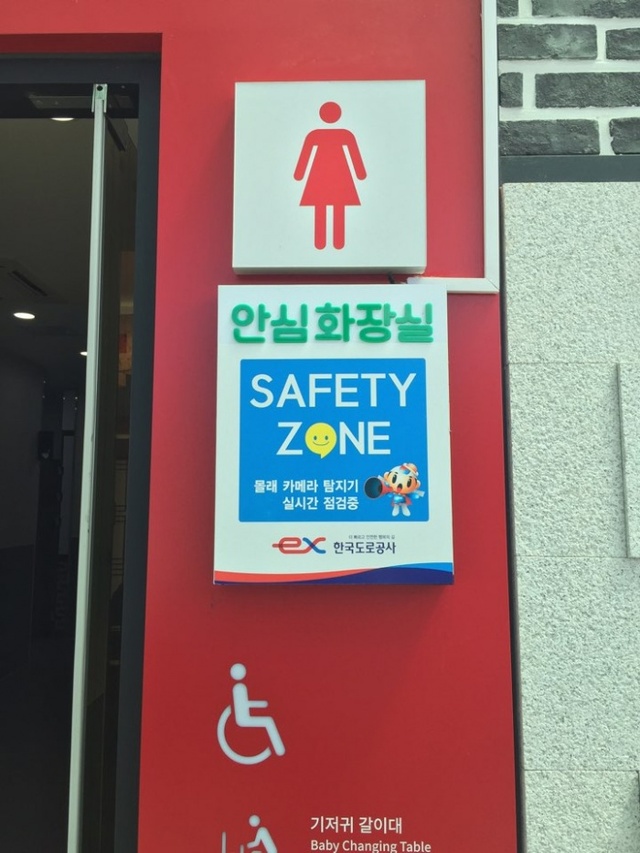 안심 화장실
SAFETY
ZONE
몰래 카메라 탐지기
실시간 점검중
ex 한국도로공사
기저귀 갈이대
Baby Changing Table